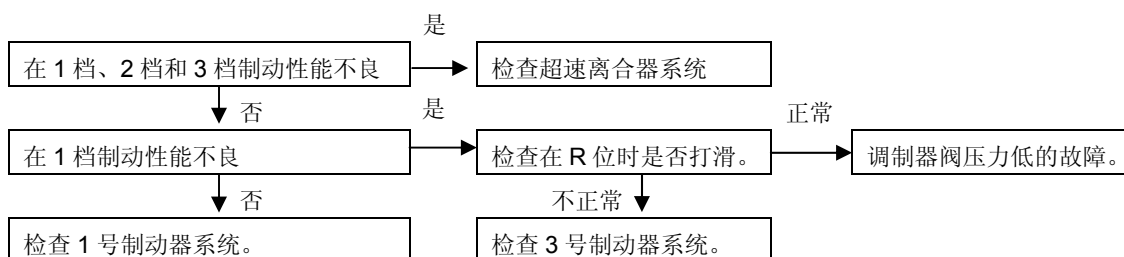 是
在 1 档、2 档和 3 档制动性能不良
检查超速离合器系统
否
是
正常
在 1 档制动性能不良
检查在 R 位时是否打滑。
调制器阀压力低的故障。
否
不正常
检查 1 号制动器系统。
检查 3 号制动器系统。